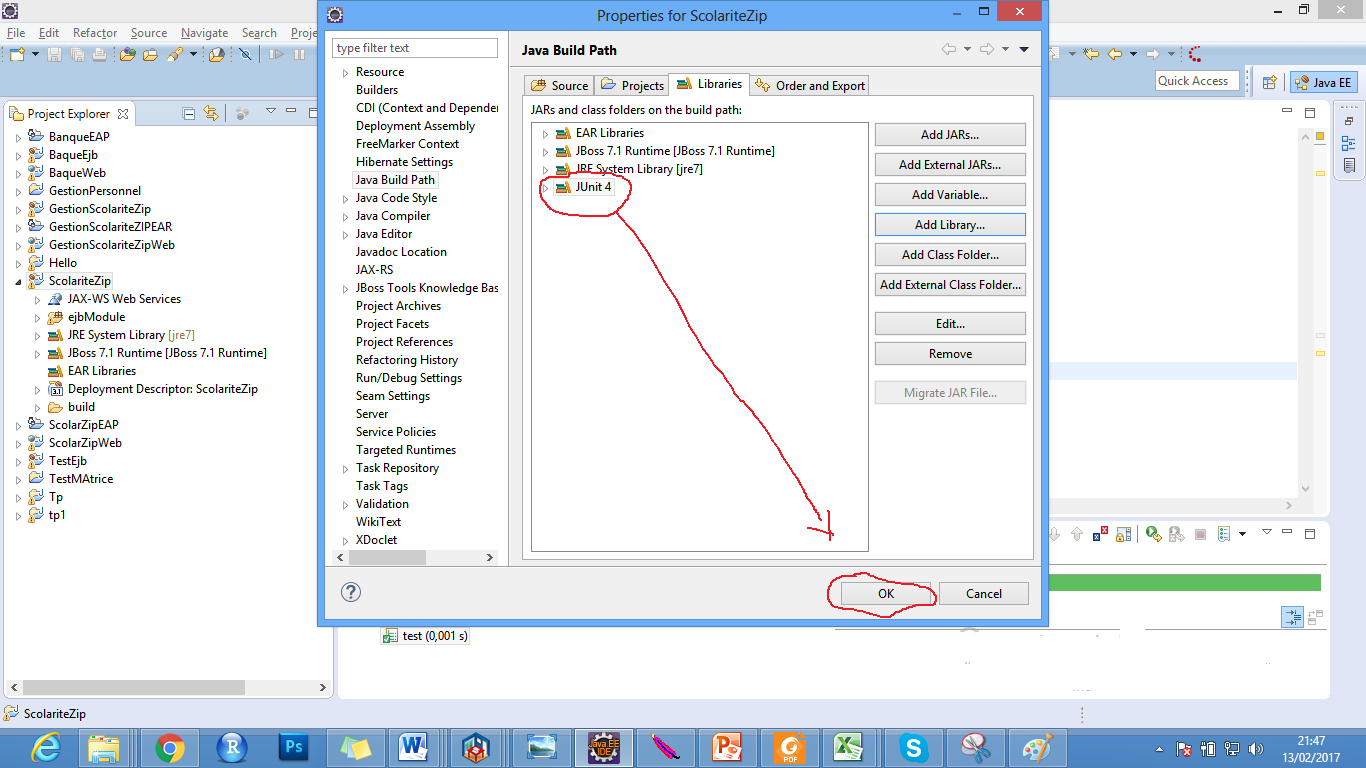 Properties for ScolariteZip
File Edit Refactor Source Navigate Search Proje
Quick Access
Java EE
Project Explorer
BanqueEAP
BaqueEjb
BaqueWeb
GestionPersonnel
GestionScolariteZip
GestionScolariteZIPEAR
GestionScolariteZipWeb
Hello
ScolariteZip
JAX-WS Web Services
ejbModule
JRE System Library [jre7]
JBoss 7.1 Runtime [JBoss 7.1 Runtime]
EAR Libraries
Deployment Descriptor: ScolariteZip
build
ScolarZipEAP
ScolarZipWeb
TestEjb
TestMAtrice
Tp
tp1
type filter text
Resource
Builders
CDI (Context and Depender
Deployment Assembly
FreeMarker Context
Hibernate Settings
Java Build Path
Java Code Style
Java Compiler
Java Editor
Javadoc Location
JAX-RS
JBoss Tools Knowledge Bas
Project Archives
Project Facets
Project References
Refactoring History
Run/Debug Settings
Seam Settings
Server
Service Policies
Targeted Runtimes
Task Repository
Task Tags
Validation
WikiText
XDoclet
Java Build Path
Source Projects Libraries Order and Export
JARs and class folders on the build path:
EAR Libraries
JBoss 7.1 Runtime [JBoss 7.1 Runtime]
JRE System Library [jre7]
JUnit 4
Add JARs...
Add External JARs...
Add Variable...
Add Library...
Add Class Folder...
Add External Class Folder...
Edit...
Remove
Migrate JAR File...
OK Cancel
test (0,001 s)
ScolariteZip
21:47
13/02/2017